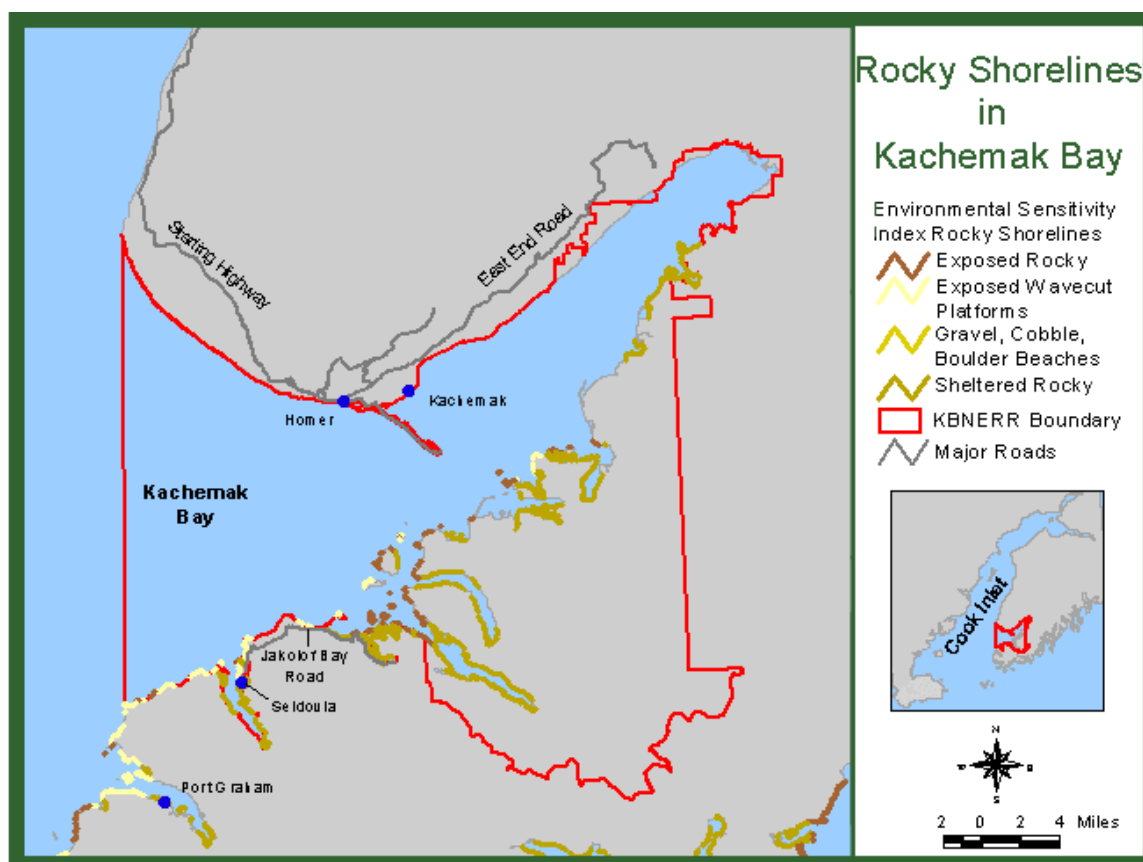 Rocky Shorelines
in
Kachemak Bay
Environmental Sensitivity
Index Rocky Shorelines
Exposed Rocky
Exposed Wavecut
Platforms
Gravel, Cobble,
Boulder Beaches
Sheltered Rocky
KBNERR Boundary
Major Roads
Starting Highway
East End Road
Homer
Kachemak
Kachemak
Bay
Jakolof Bay
Road
Seldovia
Port Graham
Cook Inlet
N
W
E
S
2 0 2 4 Miles